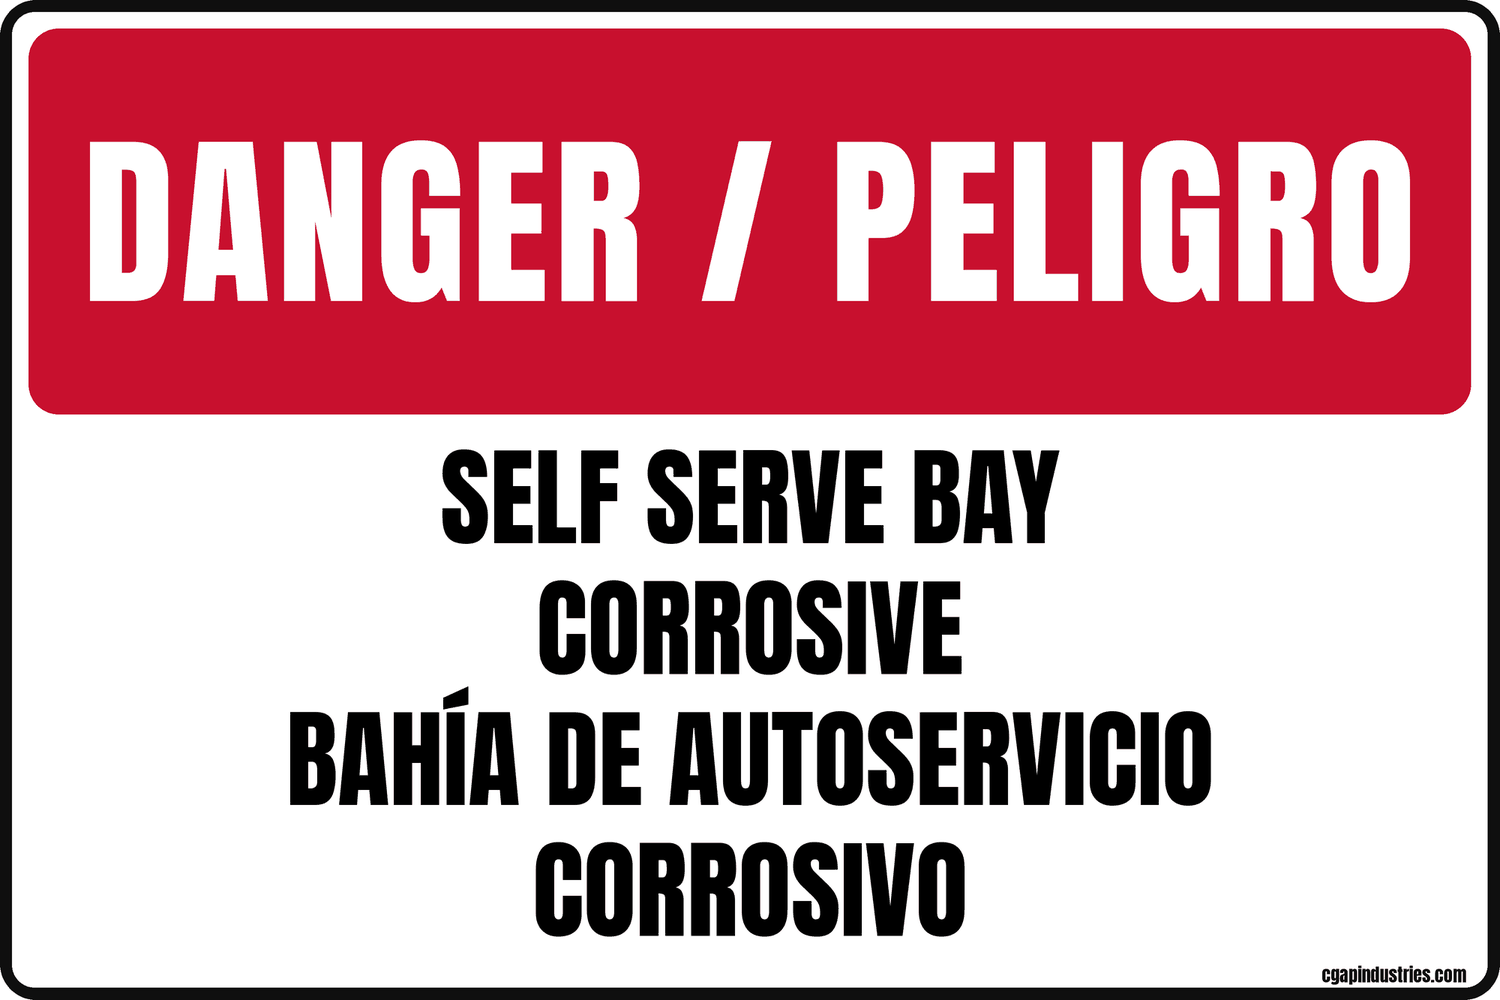 DANGER / PELIGRO
SELF SERVE BAY
CORROSIVE
BAHÍA DE AUTOSERVICIO
CORROSIVO
cgapindustries.com